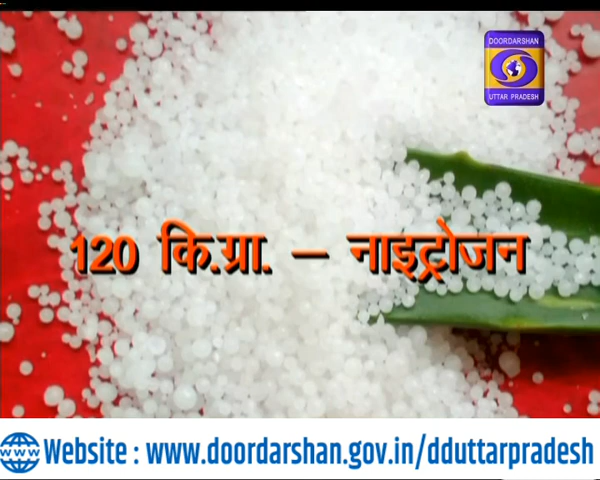 DOORDARSHAN
UTTAR PRADESH
120 कि.ग्रा. – नाइट्रोजन
Website : www.doordarshan.gov.in/dduttarpradesh